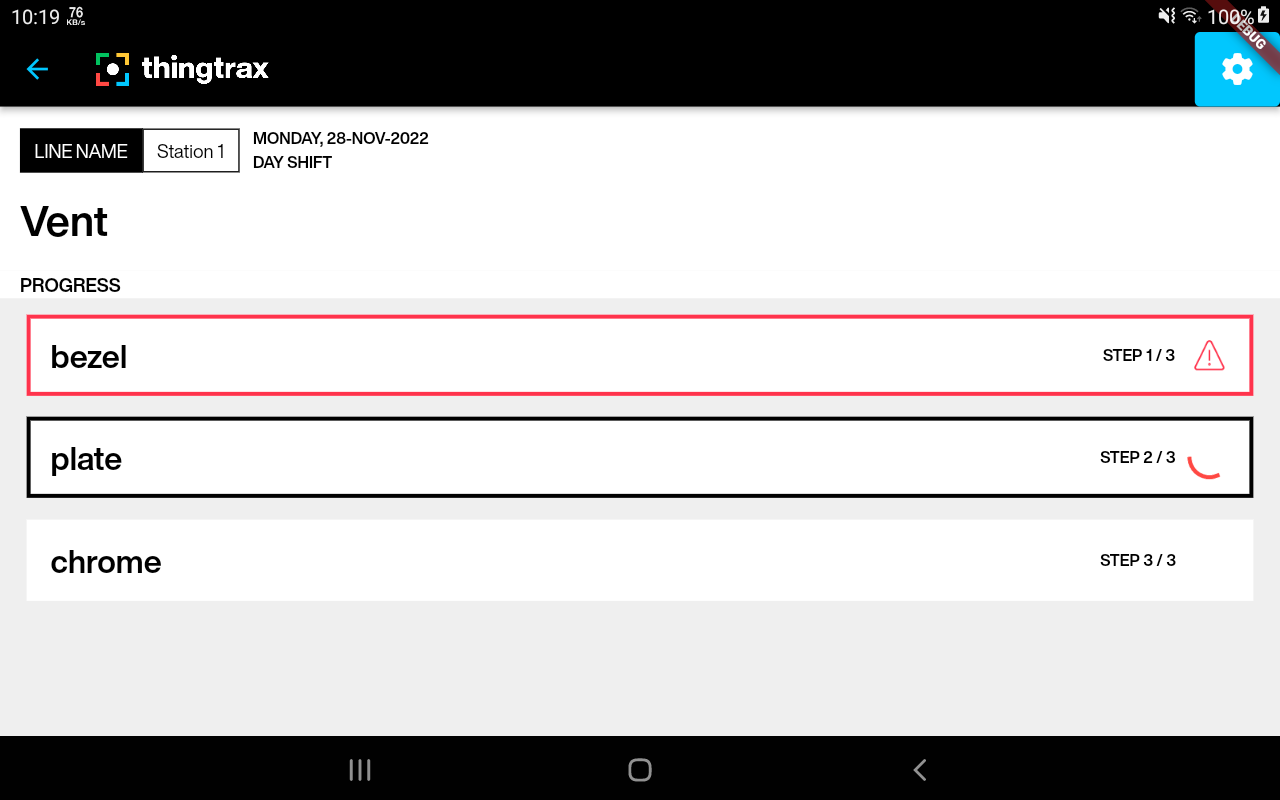 10:19 76 KB/s 100%
DEBUG
thingtrax
LINE NAME Station 1 MONDAY, 28-NOV-2022
DAY SHIFT
Vent
PROGRESS
bezel STEP 1 / 3
plate STEP 2 / 3
chrome STEP 3 / 3